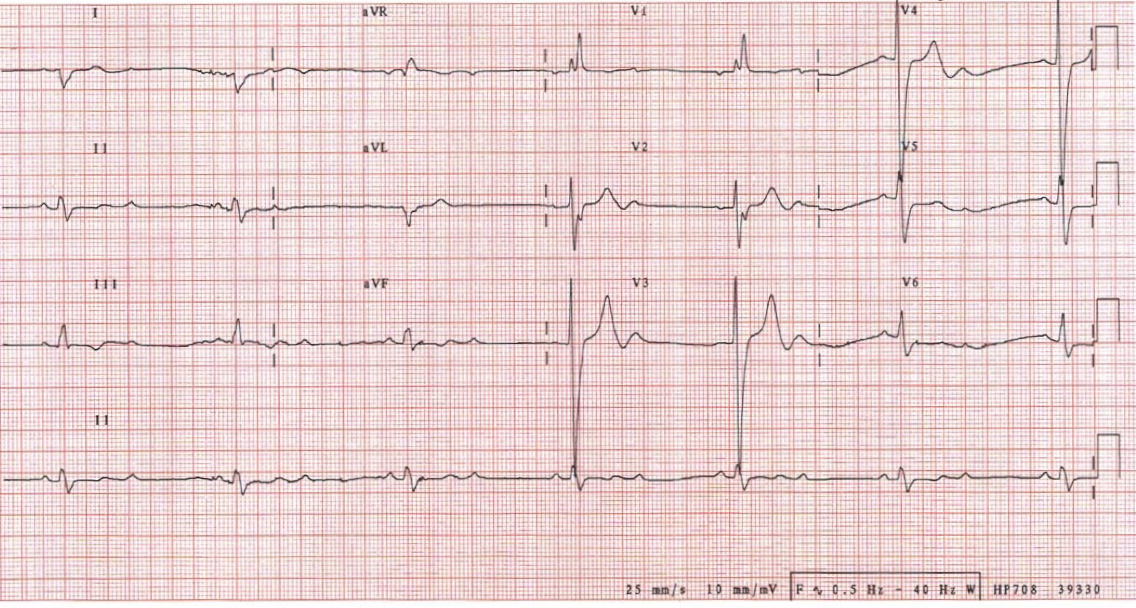 I aVR V1 V4
II aVL V2 V5
III aVF V3 V6
II
25 mm/s 10 mm/mV F ∿ 0.5 Hz - 40 Hz W HP708 39330